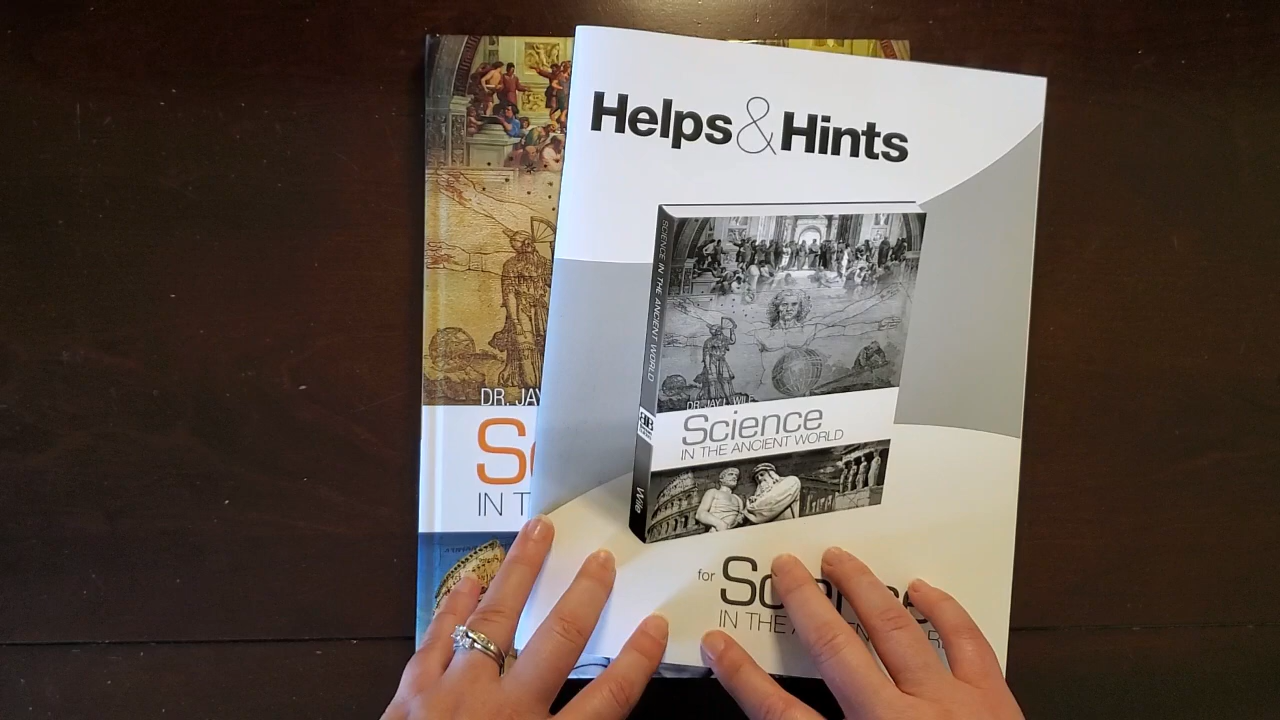 Helps & Hints
SCIENCE IN THE ANCIENT WORLD
Wile
DR. JAY L. WILE
Science
IN THE ANCIENT WORLD
DR. JAY
S
IN T
for
IN THE